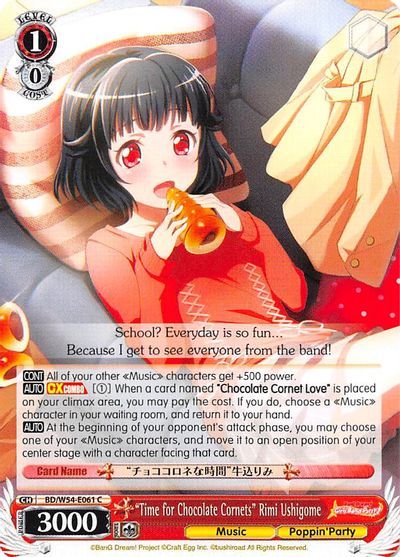 LEVEL
1
0
COST
School? Everyday is so fun...
Because I get to see everyone from the band!
CONT All of your other «Music» characters get +500 power.
AUTO CX COMBO [①] When a card named "Chocolate Cornet Love" is placed
on your climax area, you may pay the cost. If you do, choose a «Music»
character in your waiting room, and return it to your hand.
AUTO At the beginning of your opponent's attack phase, you may choose
one of your «Music» characters, and move it to an open position of your
center stage with a character facing that card.
Card Name "チョココロネな時間"牛込りみ
CH BD/W54-E061 C
POWER 3000 SOUL
"Time for Chocolate Cornets" Rimi Ushigome
Music Poppin'Party
©BanG Dream! Project ©Craft Egg Inc. ©bushiroad All Rights Reserved.